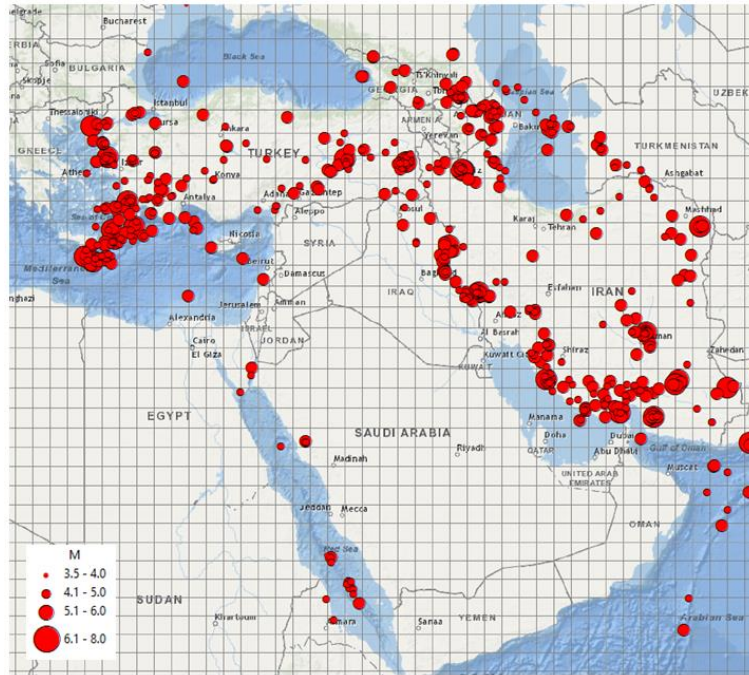 Belgrade
Bucharest
SERBIA
Sofia
BULGARIA
Skopje
Black Sea
Thessaloniki
Istanbul
Bursa
Ankara
GREECE
TURKEY
Izmir
Konya
Antalya
Adana
Gaziantep
Aleppo
Nicosia
SYRIA
Mediterranean
Sea
Beirut
Damascus
Jerusalem
Amman
ISRAEL
JORDAN
Alexandria
Cairo
El Giza
EGYPT
GEORGIA
Ts'khinvali
ARMENIA
Yerevan
Caspian Sea
Baku
UZBEK
TURKMENISTAN
Ashgabat
Mashhad
Karaj
Tehran
Mosul
Baghdad
IRAQ
Esfahan
IRAN
Al Basrah
Shiraz
Zahedan
Kuwait
KUWAIT
SAUDI ARABIA
Manama
Doha
QATAR
Dubai
Abu Dhabi
Gulf of Oman
UNITED ARAB
EMIRATES
Muscat
OMAN
Riyadh
Madinah
Jeddah
Mecca
Red Sea
SUDAN
Khartoum
Asmara
Sanaa
YEMEN
Arabian Sea
M
3.5 - 4.0
4.1 - 5.0
5.1 - 6.0
6.1 - 8.0